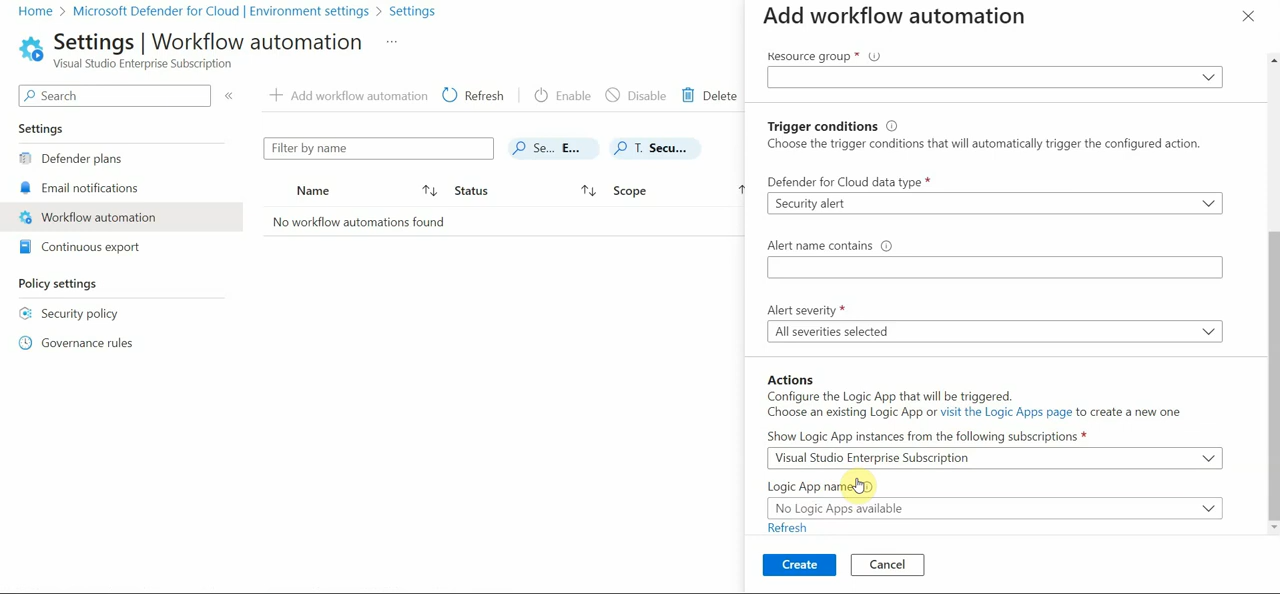 Home > Microsoft Defender for Cloud | Environment settings > Settings
Settings | Workflow automation ...
Visual Studio Enterprise Subscription
Search «
Settings
Defender plans
Email notifications
Workflow automation
Continuous export
Policy settings
Security policy
Governance rules
+ Add workflow automation Refresh Enable Disable Delete
Filter by name Se... E... T. Secu...
Name Status Scope
No workflow automations found
Add workflow automation
Resource group *
Trigger conditions
Choose the trigger conditions that will automatically trigger the configured action.
Defender for Cloud data type *
Security alert
Alert name contains
Alert severity *
All severities selected
Actions
Configure the Logic App that will be triggered.
Choose an existing Logic App or visit the Logic Apps page to create a new one
Show Logic App instances from the following subscriptions *
Visual Studio Enterprise Subscription
Logic App name
No Logic Apps available
Refresh
Create Cancel